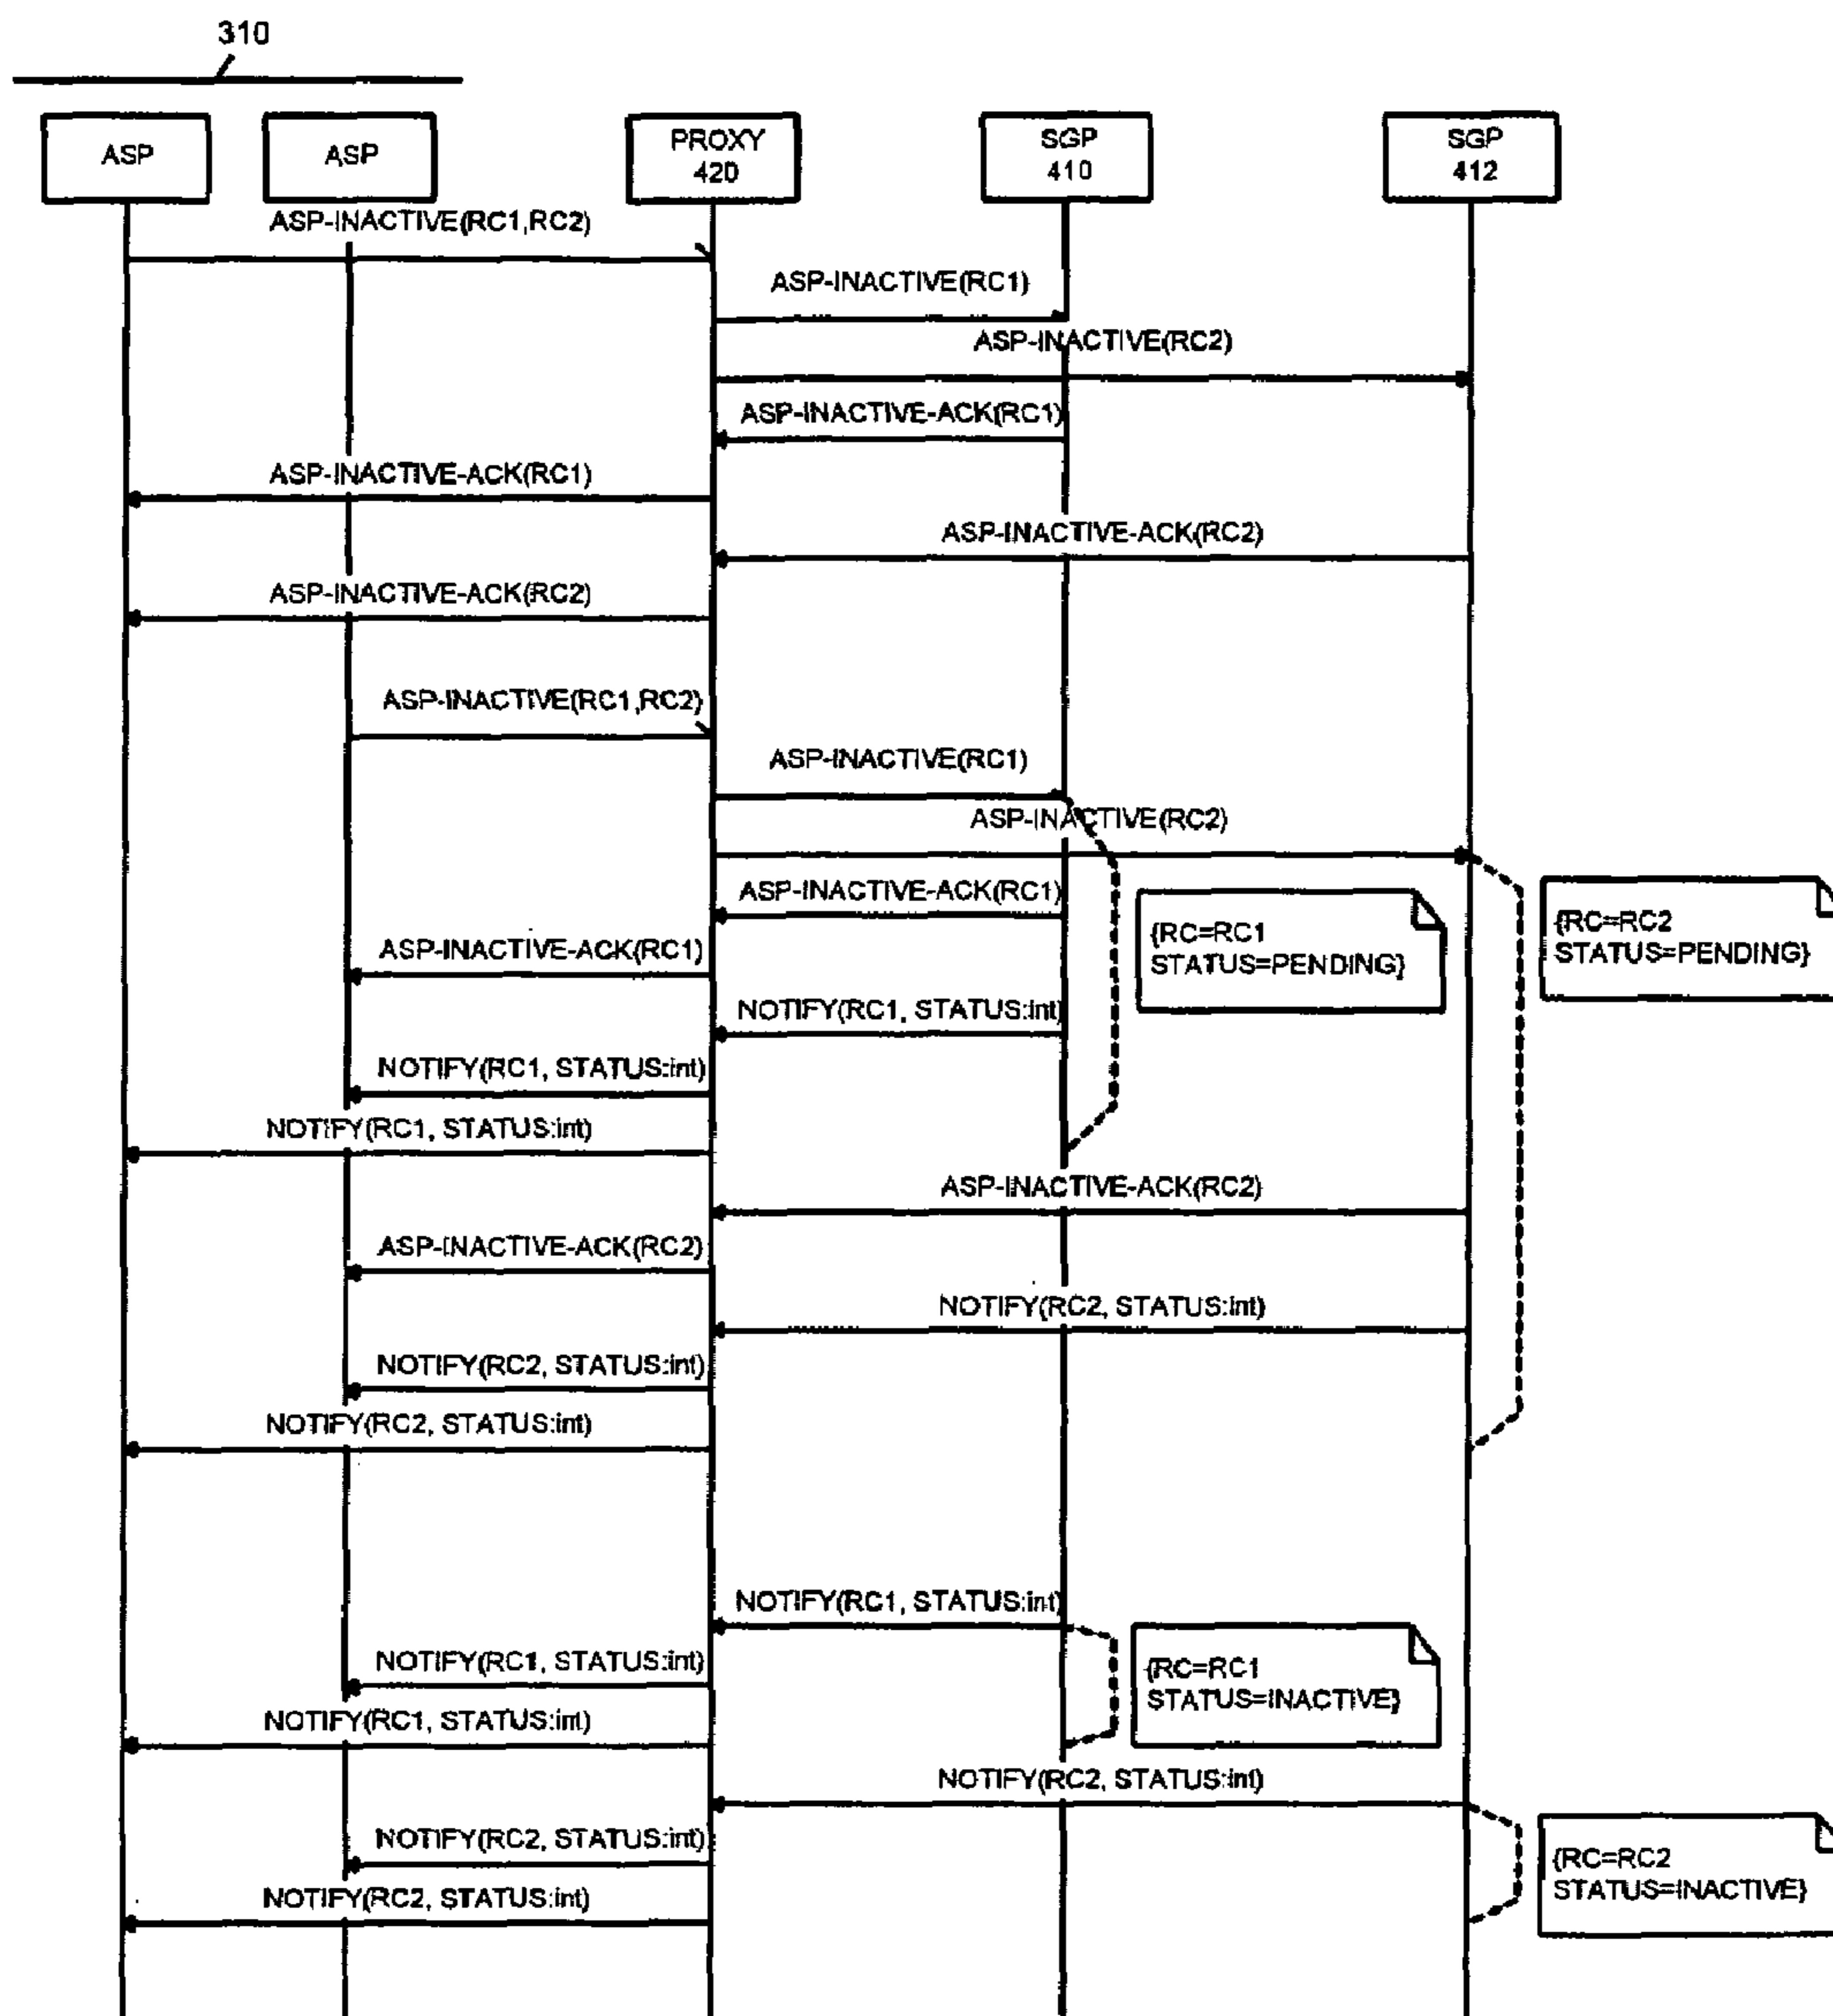 310
ASP
ASP
PROXY
420
SGP
410
SGP
412
ASP-INACTIVE(RC1,RC2)
ASP-INACTIVE(RC1)
ASP-INACTIVE(RC2)
ASP-INACTIVE-ACK(RC1)
ASP-INACTIVE-ACK(RC1)
ASP-INACTIVE-ACK(RC2)
ASP-INACTIVE-ACK(RC2)
ASP-INACTIVE(RC1,RC2)
ASP-INACTIVE(RC1)
ASP-INACTIVE(RC2)
ASP-INACTIVE-ACK(RC1)
{RC=RC1
STATUS=PENDING}
{RC=RC2
STATUS=PENDING}
ASP-INACTIVE-ACK(RC1)
NOTIFY(RC1, STATUS:int)
NOTIFY(RC1, STATUS:int)
NOTIFY(RC1, STATUS:int)
ASP-INACTIVE-ACK(RC2)
ASP-INACTIVE-ACK(RC2)
NOTIFY(RC2, STATUS:int)
NOTIFY(RC2, STATUS:int)
NOTIFY(RC2, STATUS:int)
NOTIFY(RC1, STATUS:int)
NOTIFY(RC1, STATUS:int)
{RC=RC1
STATUS=INACTIVE}
NOTIFY(RC1, STATUS:int)
NOTIFY(RC2, STATUS:int)
NOTIFY(RC2, STATUS:int)
{RC=RC2
STATUS=INACTIVE}
NOTIFY(RC2, STATUS:int)